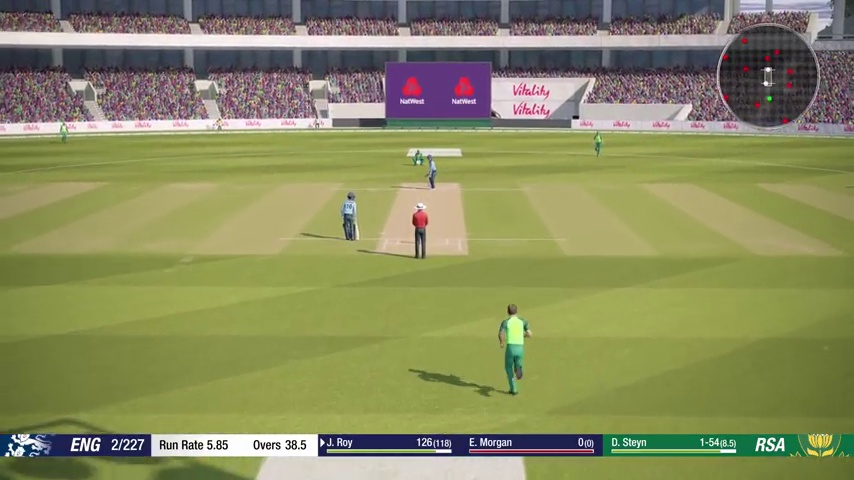 NatWest NatWest
Vitality
Vitality
ENG 2/227 Run Rate 5.85 Overs 38.5 J. Roy 126(118) E. Morgan 0(0) D. Steyn 1-54(8.5) RSA